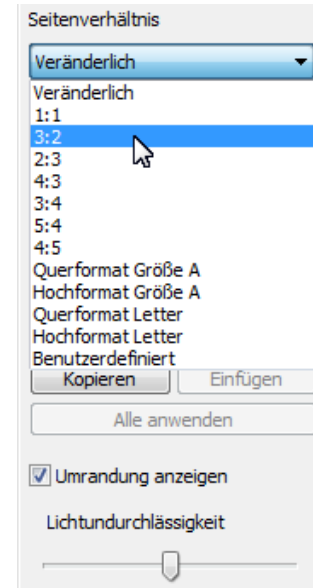 Seitenverhältnis
Veränderlich
Veränderlich
1:1
3:2
2:3
4:3
3:4
5:4
4:5
Querformat Größe A
Hochformat Größe A
Querformat Letter
Hochformat Letter
Benutzerdefiniert
Kopieren Einfügen
Alle anwenden
Umrandung anzeigen
Lichtundurchlässigkeit